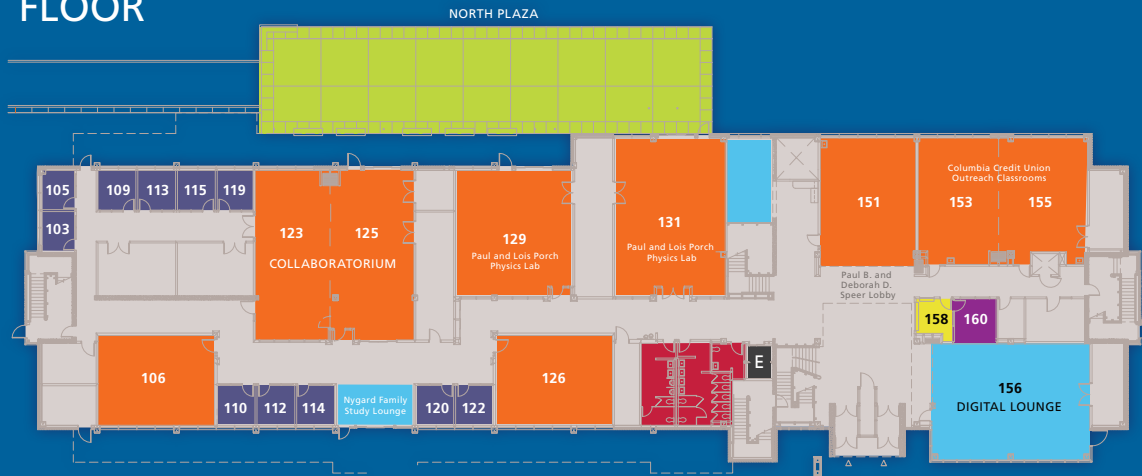 FLOOR
NORTH PLAZA
105
109
113
115
119
103
123
125
COLLABORATORIUM
129
Paul and Lois Porch
Physics Lab
131
Paul and Lois Porch
Physics Lab
151
Columbia Credit Union
Outreach Classrooms
153
155
Paul B. and
Deborah D.
Speer Lobby
158
160
106
110
112
114
Nygard Family
Study Lounge
120
122
126
E
156
DIGITAL LOUNGE